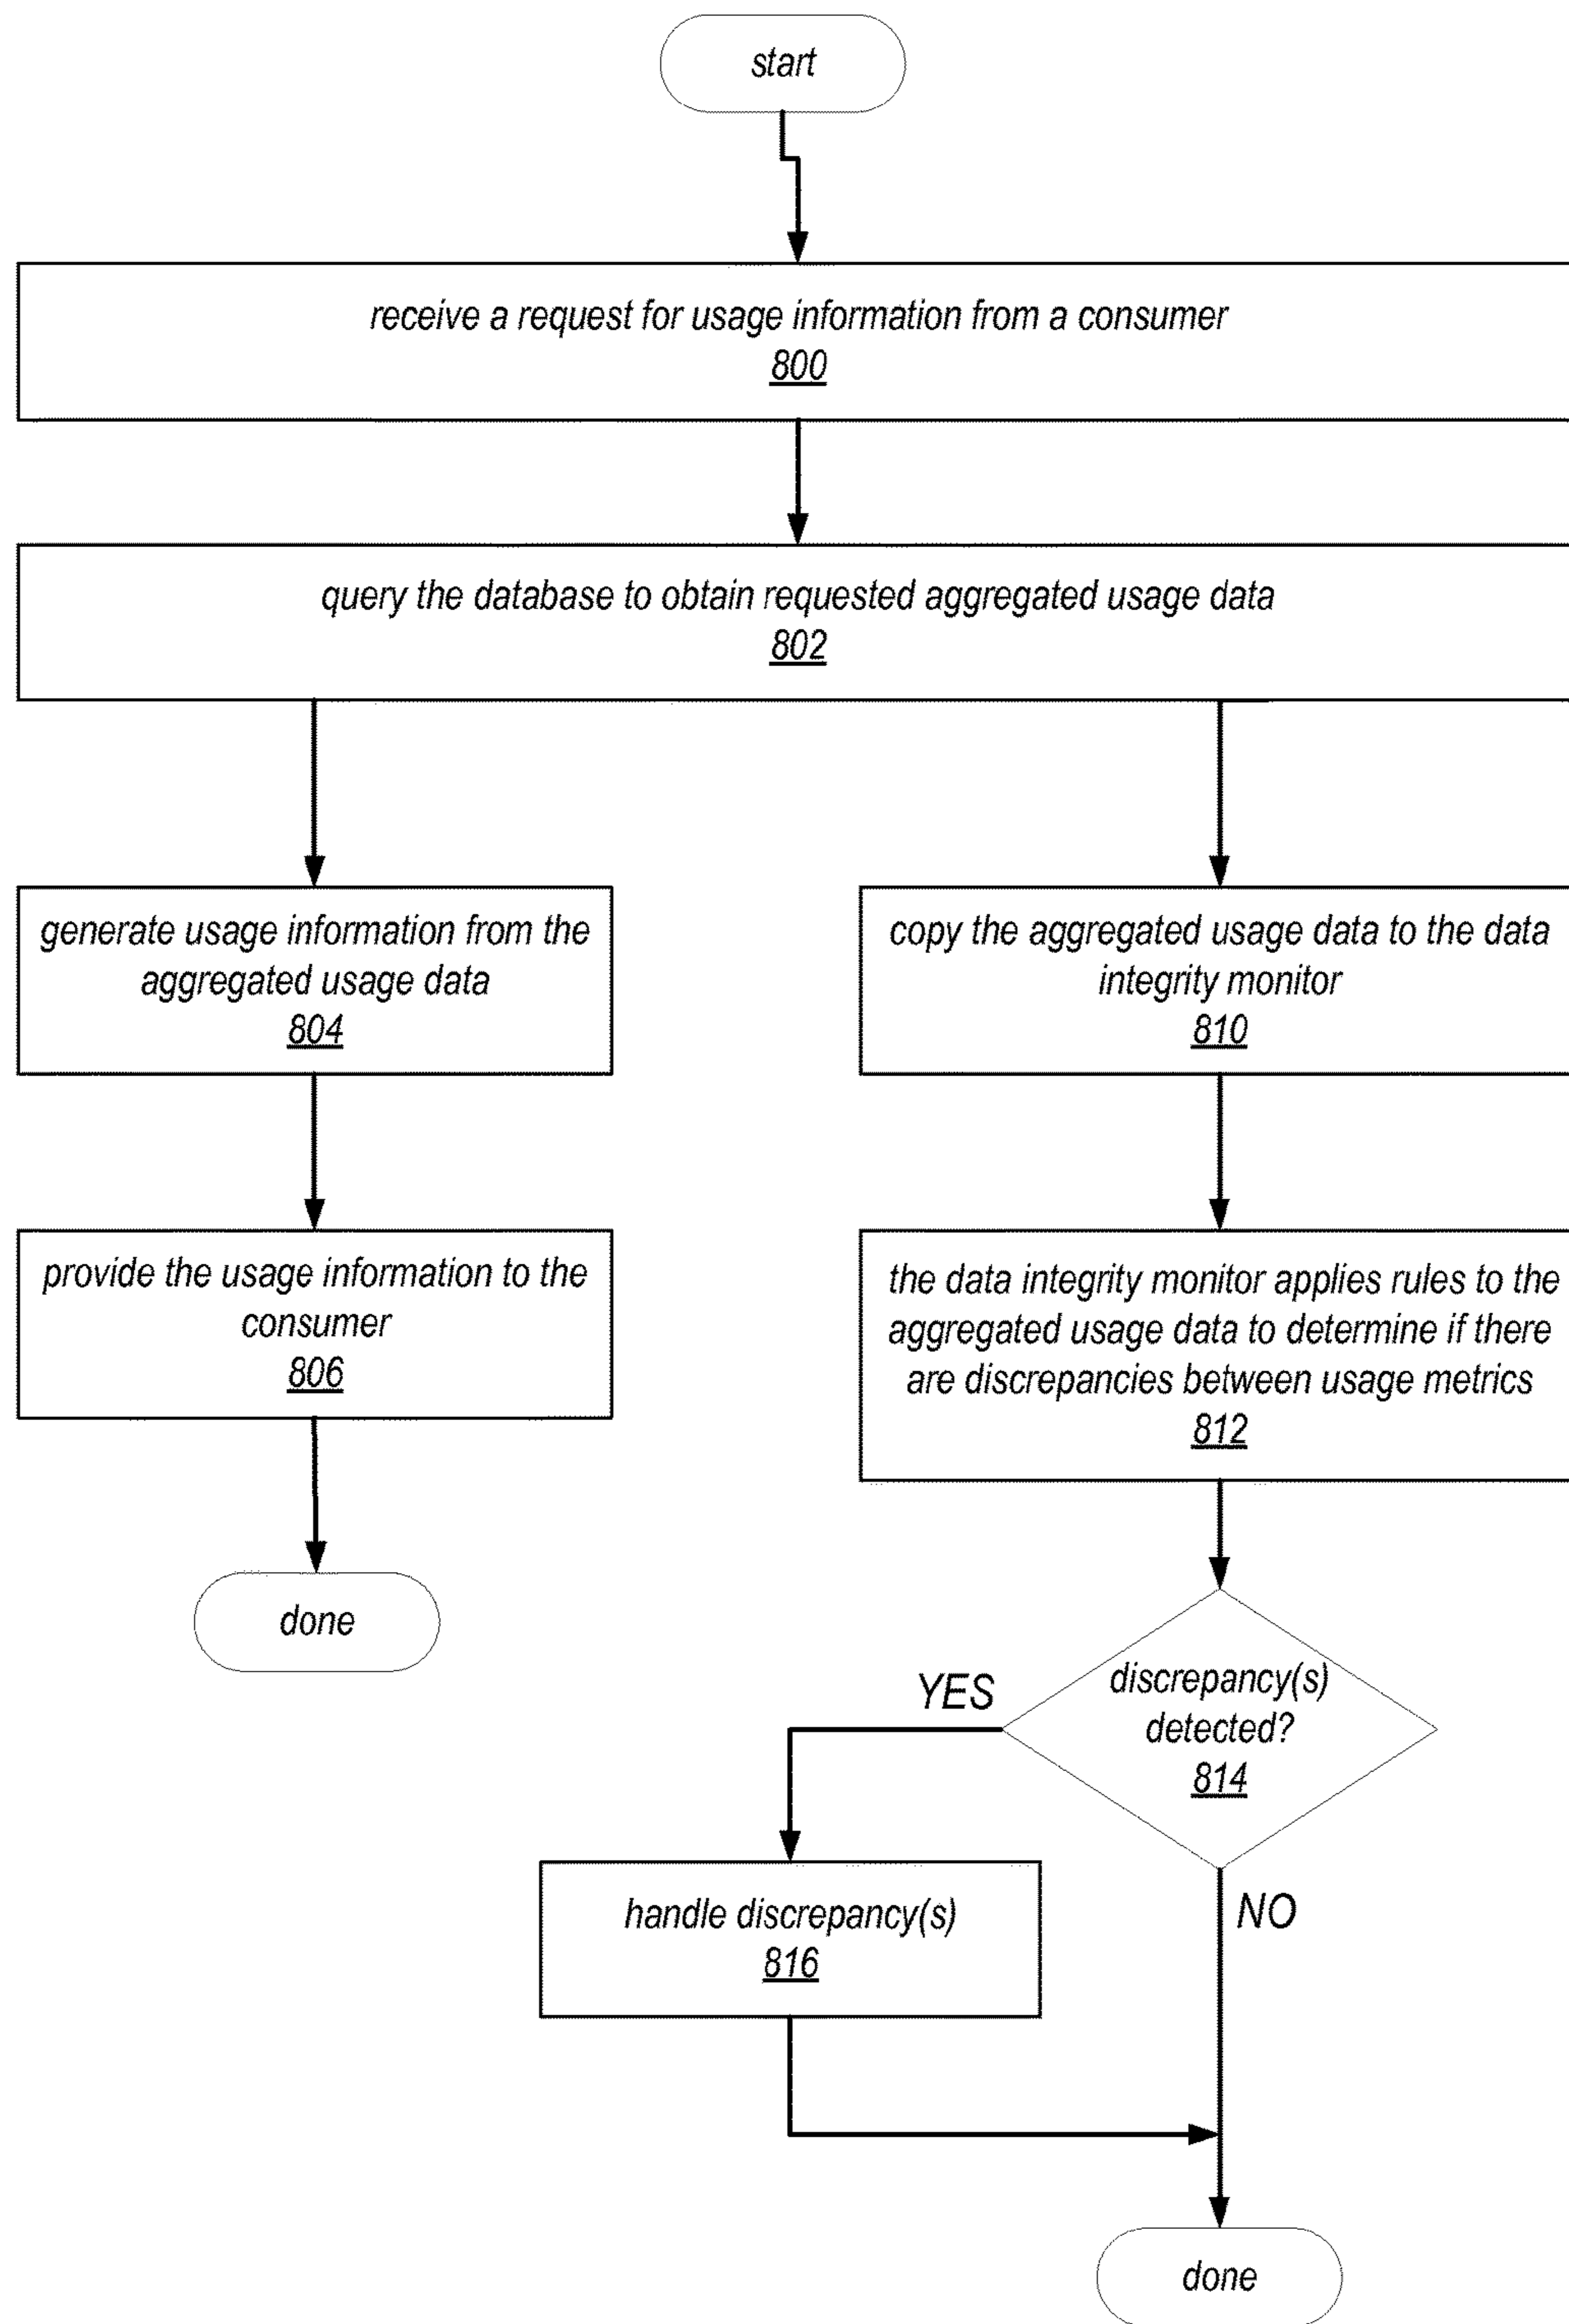 start
receive a request for usage information from a consumer
800
query the database to obtain requested aggregated usage data
802
generate usage information from the
aggregated usage data
804
copy the aggregated usage data to the data
integrity monitor
810
provide the usage information to the
consumer
806
the data integrity monitor applies rules to the
aggregated usage data to determine if there
are discrepancies between usage metrics
812
done
discrepancy(s)
detected?
814
YES
NO
handle discrepancy(s)
816
done